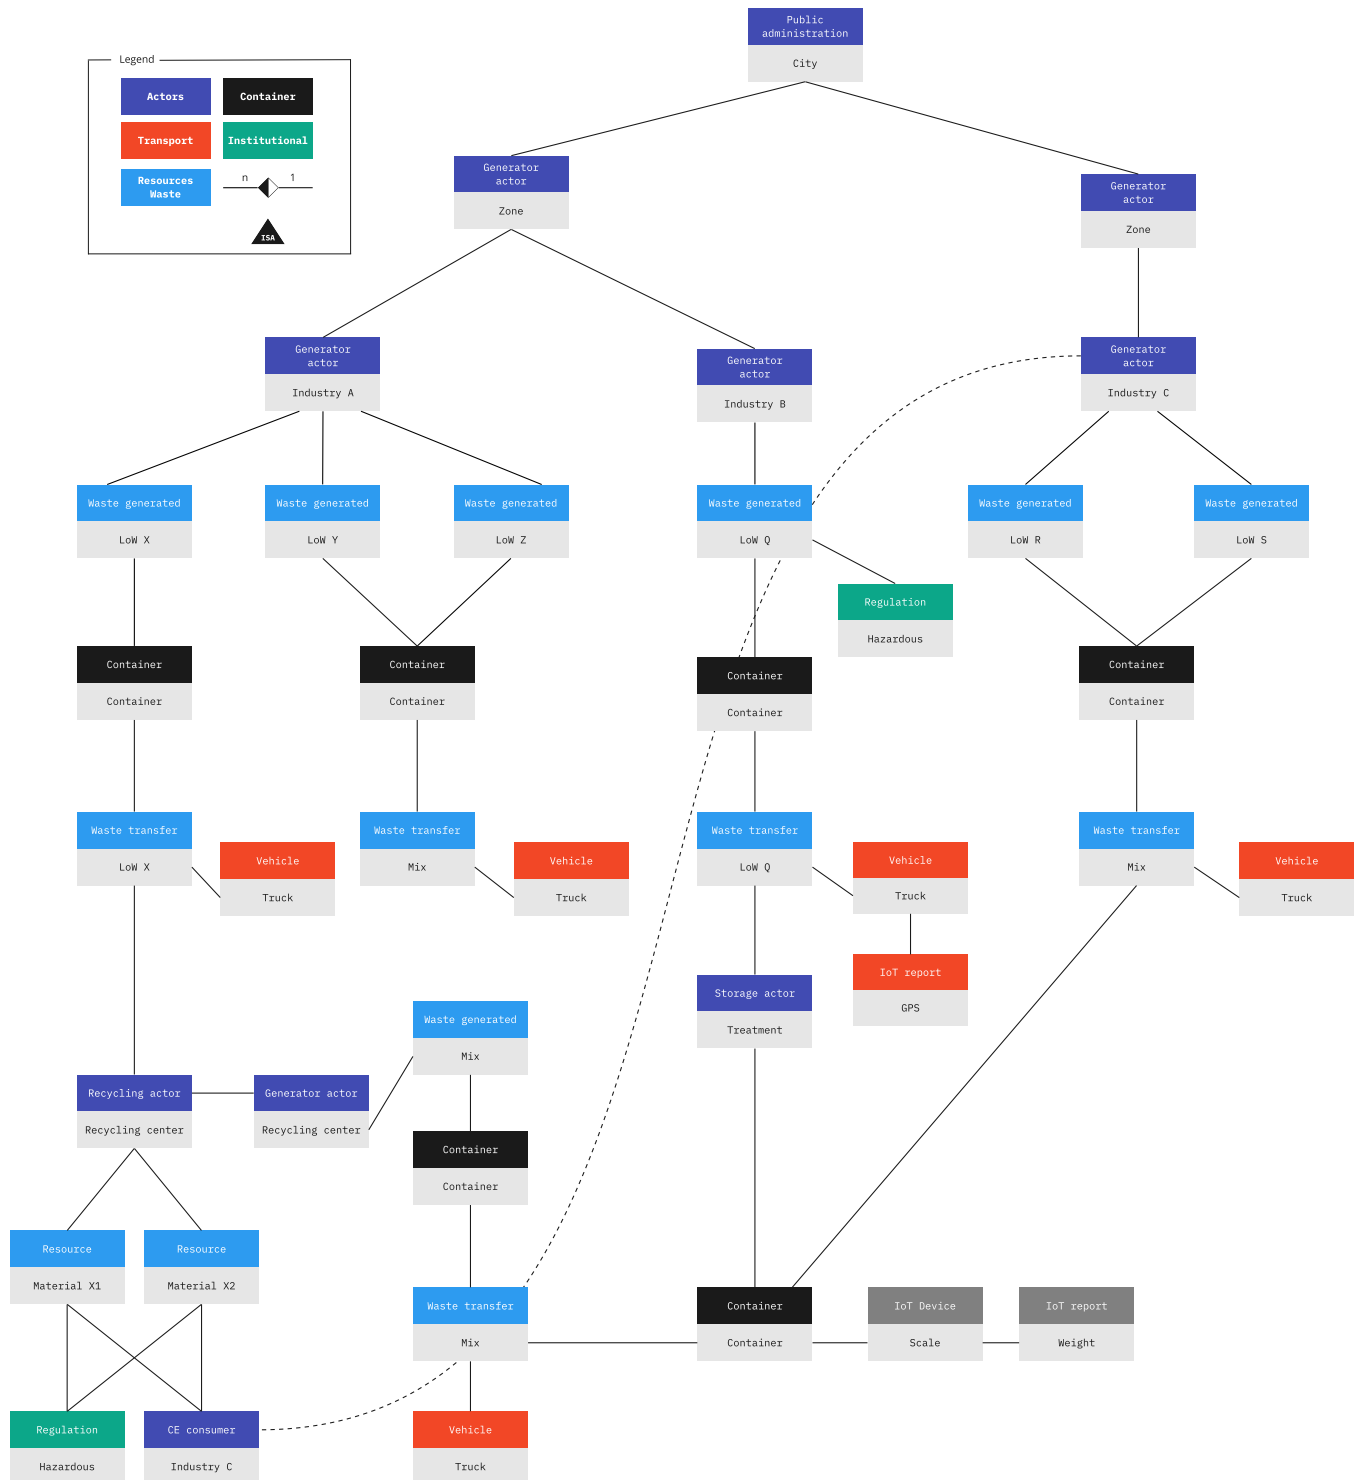 Public
administration
City
Legend
Actors
Container
Transport
Institutional
Resources
Waste
n
1
ISA
Generator
actor
Zone
Generator
actor
Zone
Generator
actor
Industry A
Generator
actor
Industry B
Generator
actor
Industry C
Waste generated
LoW X
Waste generated
LoW Y
Waste generated
LoW Z
Waste generated
LoW Q
Waste generated
LoW R
Waste generated
LoW S
Regulation
Hazardous
Container
Container
Container
Container
Container
Container
Container
Container
Waste transfer
LoW X
Vehicle
Truck
Waste transfer
Mix
Vehicle
Truck
Waste transfer
LoW Q
Vehicle
Truck
Waste transfer
Mix
Vehicle
Truck
IoT report
GPS
Storage actor
Treatment
Waste generated
Mix
Recycling actor
Recycling center
Generator actor
Recycling center
Container
Container
Resource
Material X1
Resource
Material X2
Waste transfer
Mix
Container
Container
IoT Device
Scale
IoT report
Weight
Regulation
Hazardous
CE consumer
Industry C
Vehicle
Truck